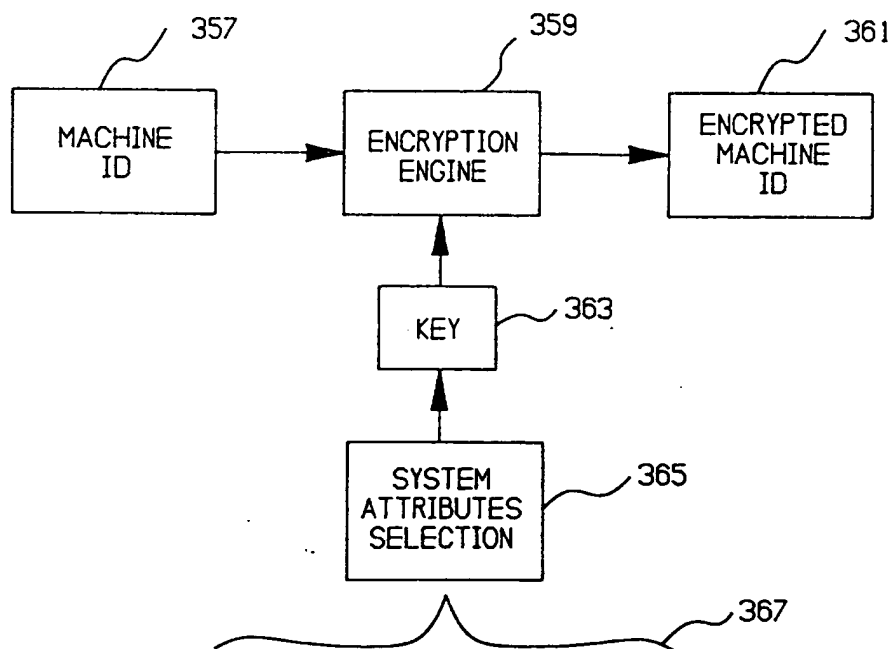 357
359
361
MACHINE
ID
ENCRYPTION
ENGINE
ENCRYPTED
MACHINE
ID
KEY
363
SYSTEM
ATTRIBUTES
SELECTION
365
367